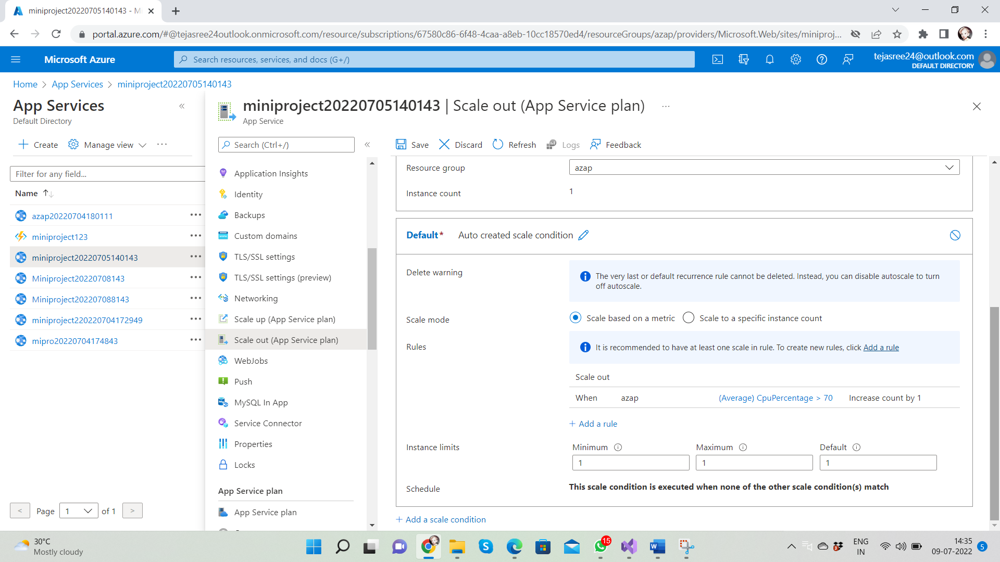 miniproject20220705140143 - Mi
portal.azure.com/#@tejasree24outlook.onmicrosoft.com/resource/subscriptions/67580c86-6f48-4caa-a8eb-10cc18570ed4/resourceGroups/azap/providers/Microsoft.Web/sites/miniproj...
Microsoft Azure
Search resources, services, and docs (G+/)
tejasree24@outlook.com
DEFAULT DIRECTORY
Home > App Services > miniproject20220705140143
App Services
Default Directory
Create
Manage view
Filter for any field...
Name
azap20220704180111
miniproject123
miniproject20220705140143
Miniproject20220708143
Miniproject202207088143
miniproject220220704172949
mipro20220704174843
< Page 1 of 1 >
miniproject20220705140143 | Scale out (App Service plan) ...
App Service
Search (Ctrl+/)
Application Insights
Identity
Backups
Custom domains
TLS/SSL settings
TLS/SSL settings (preview)
Networking
Scale up (App Service plan)
Scale out (App Service plan)
WebJobs
Push
MySQL In App
Service Connector
Properties
Locks
App Service plan
App Service plan
Save
Discard
Refresh
Logs
Feedback
Resource group
azap
Instance count
1
Default* Auto created scale condition
Delete warning
The very last or default recurrence rule cannot be deleted. Instead, you can disable autoscale to turn
off autoscale.
Scale mode
Scale based on a metric
Scale to a specific instance count
Rules
It is recommended to have at least one scale in rule. To create new rules, click Add a rule
Scale out
When azap (Average) CpuPercentage > 70 Increase count by 1
+ Add a rule
Instance limits
Minimum
Maximum
Default
1
1
1
Schedule
This scale condition is executed when none of the other scale condition(s) match
+ Add a scale condition
30°C
Mostly cloudy
15
3
ENG
IN
14:35
09-07-2022
5